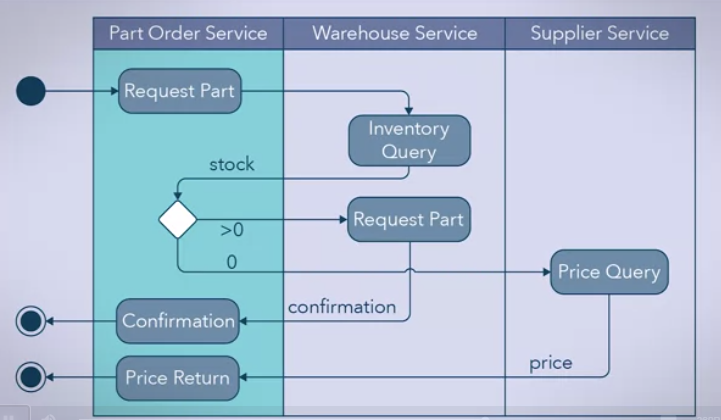 Part Order Service
Warehouse Service
Supplier Service
Request Part
Inventory
Query
stock
>0
Request Part
0
Price Query
confirmation
Confirmation
price
Price Return